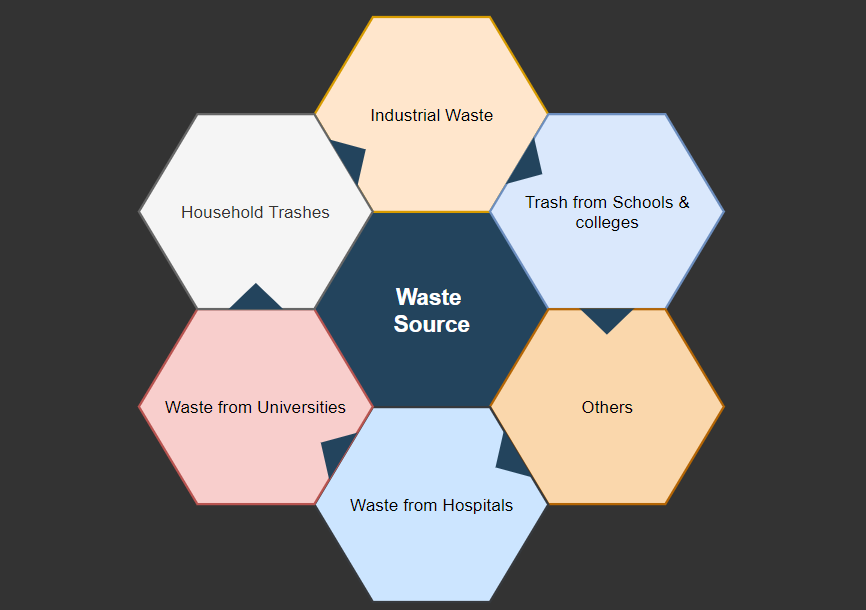 Industrial Waste
Household Trashes
Trash from Schools &
colleges
Waste
Source
Waste from Universities
Others
Waste from Hospitals